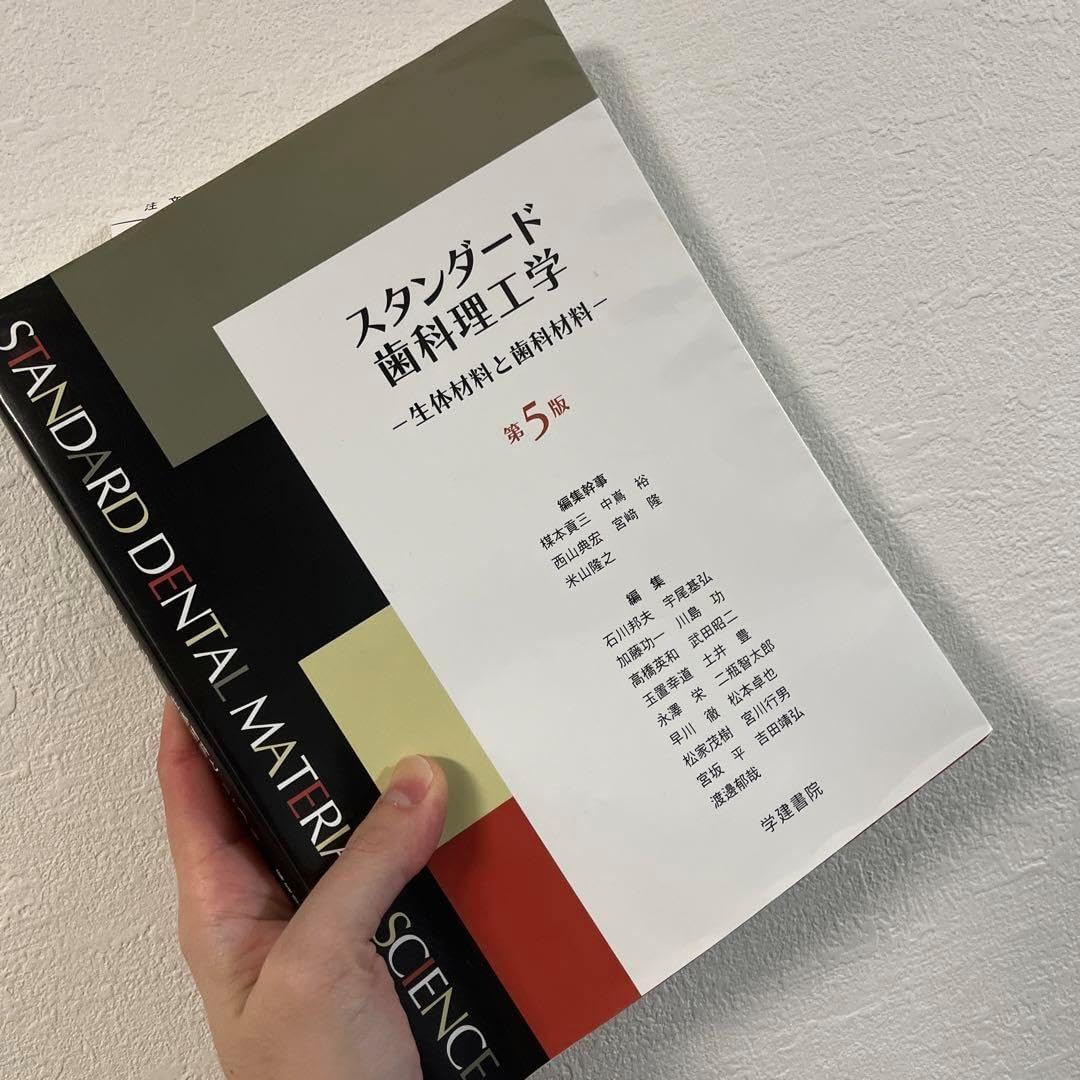 スタンダード
歯科理工学
−生体材料と歯科材料−
第5版
編集幹事
楳本貢三 中嶌 裕
西山典宏 宮﨑 隆
米山隆之
編 集
石川邦夫 宇尾基弘
加藤功一 川島 功
高橋英和 武田昭二
玉置幸道 土井 豊
永澤 栄 二瓶智太郎
早川 徹 松本卓也
松家茂樹 宮川行男
宮坂 平 吉田靖弘
渡邊郁哉
学建書院
STANDARD DENTAL MATERIA SCIENCE
注